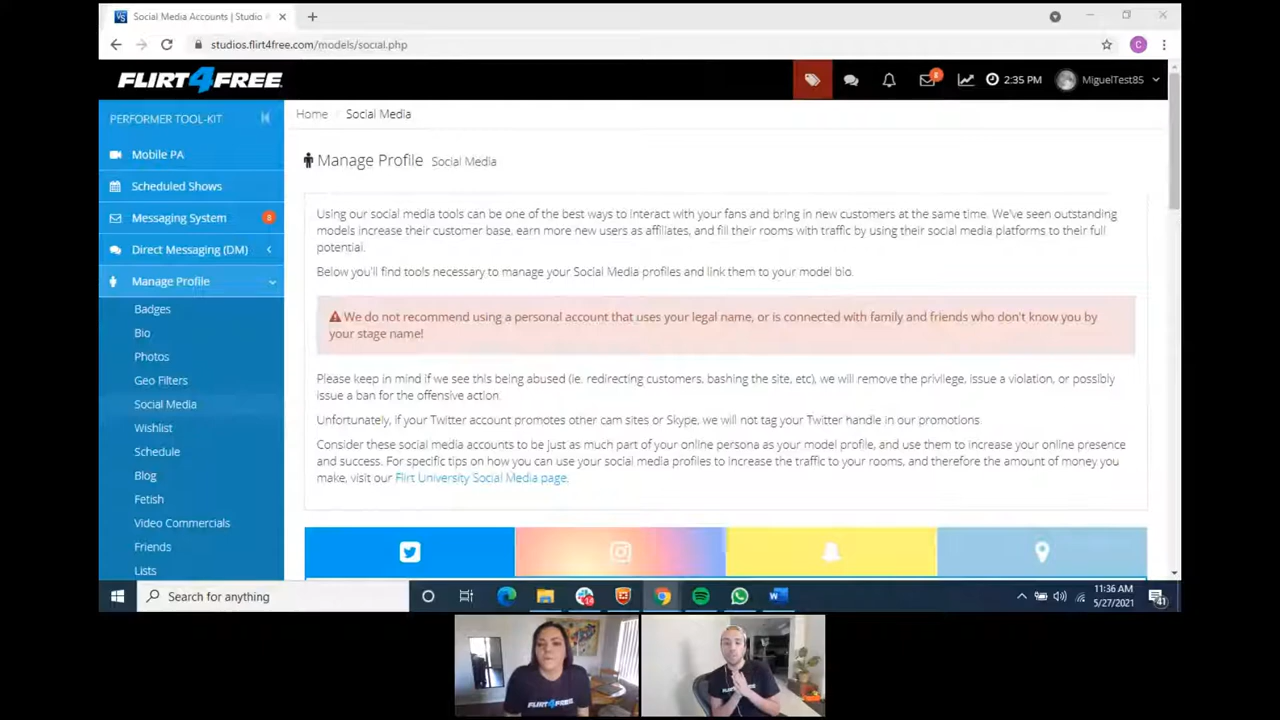 Social Media Accounts | Studio
studios.flirt4free.com/models/social.php
C
FLIRT4FREE
8
2:35 PM
MiguelTest85
PERFORMER TOOL-KIT
Home / Social Media
Mobile PA
Manage Profile Social Media
Scheduled Shows
Messaging System 8
Direct Messaging (DM)
Manage Profile
Badges
Bio
Photos
Geo Filters
Social Media
Wishlist
Schedule
Blog
Fetish
Video Commercials
Friends
Lists
Using our social media tools can be one of the best ways to interact with your fans and bring in new customers at the same time. We've seen outstanding
models increase their customer base, earn more new users as affiliates, and fill their rooms with traffic by using their social media platforms to their full
potential.
Below you'll find tools necessary to manage your Social Media profiles and link them to your model bio.
We do not recommend using a personal account that uses your legal name, or is connected with family and friends who don't know you by
your stage name!
Please keep in mind if we see this being abused (ie. redirecting customers, bashing the site, etc), we will remove the privilege, issue a violation, or possibly
issue a ban for the offensive action.
Unfortunately, if your Twitter account promotes other cam sites or Skype, we will not tag your Twitter handle in our promotions.
Consider these social media accounts to be just as much part of your online persona as your model profile, and use them to increase your online presence
and success. For specific tips on how you can use your social media profiles to increase the traffic to your rooms, and therefore the amount of money you
make, visit our Flirt University Social Media page.
Search for anything
11:36 AM
5/27/2021
41
FLIRT4FREE